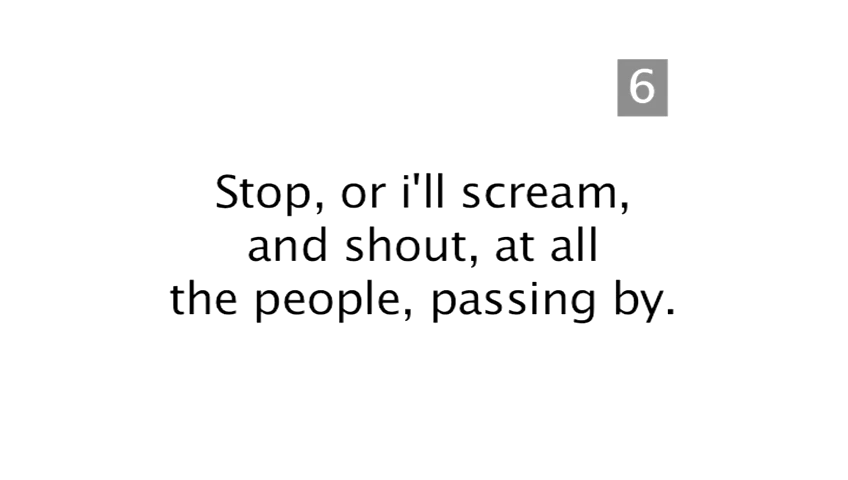 6
Stop, or i'll scream,
and shout, at all
the people, passing by.